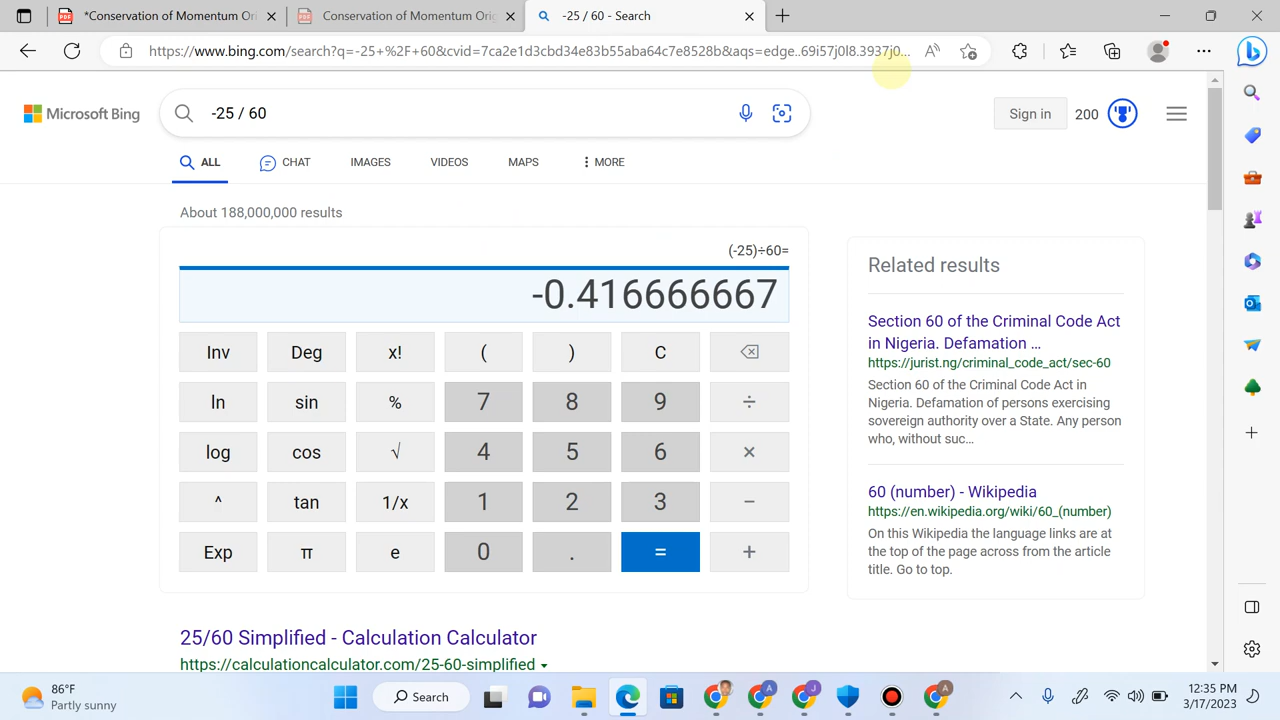 *Conservation of Momentum Ori
Conservation of Momentum Orig
-25 / 60 - Search
https://www.bing.com/search?q=-25+%2F+60&cvid=7ca2e1d3cbd34e83b55aba64c7e8528b&aqs=edge..69i57j0l8.3937j0...
Microsoft Bing
-25 / 60
Sign in
200
ALL
CHAT
IMAGES
VIDEOS
MAPS
MORE
About 188,000,000 results
(-25)÷60=
-0.416666667
Inv Deg x! ( ) C
ln sin % 7 8 9 ÷
log cos √ 4 5 6 ×
^ tan 1/x 1 2 3 −
Exp π e 0 . = +
25/60 Simplified - Calculation Calculator
https://calculationcalculator.com/25-60-simplified
Related results
Section 60 of the Criminal Code Act
in Nigeria. Defamation ...
https://jurist.ng/criminal_code_act/sec-60
Section 60 of the Criminal Code Act in
Nigeria. Defamation of persons exercising
sovereign authority over a State. Any person
who, without suc...
60 (number) - Wikipedia
https://en.wikipedia.org/wiki/60_(number)
On this Wikipedia the language links are at
the top of the page across from the article
title. Go to top.
86°F
Partly sunny
Search
12:35 PM
3/17/2023